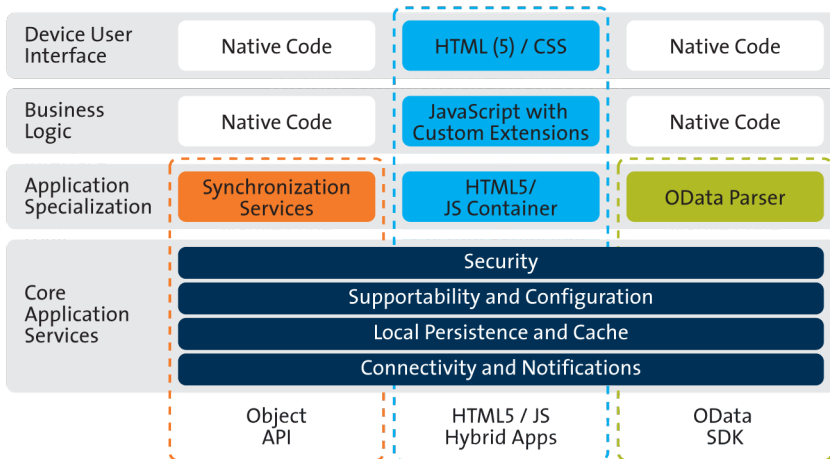 Device User
Interface
Native Code
HTML (5) / CSS
Native Code
Business
Logic
Native Code
JavaScript with
Custom Extensions
Native Code
Application
Specialization
Synchronization
Services
HTML5/
JS Container
OData Parser
Core
Application
Services
Security
Supportability and Configuration
Local Persistence and Cache
Connectivity and Notifications
Object
API
HTML5 / JS
Hybrid Apps
OData
SDK